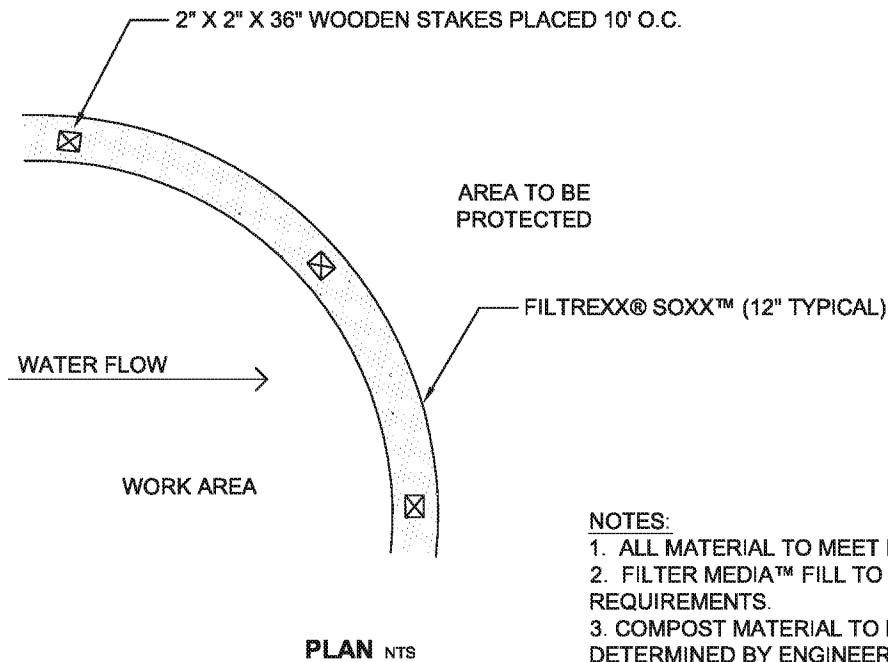 2" X 2" X 36" WOODEN STAKES PLACED 10' O.C.
AREA TO BE
PROTECTED
FILTREXX® SOXX™ (12" TYPICAL)
WATER FLOW
WORK AREA
NOTES:
1. ALL MATERIAL TO MEET
2. FILTER MEDIA™ FILL TO
REQUIREMENTS.
3. COMPOST MATERIAL TO
DETERMINED BY ENGINEER
PLAN NTS